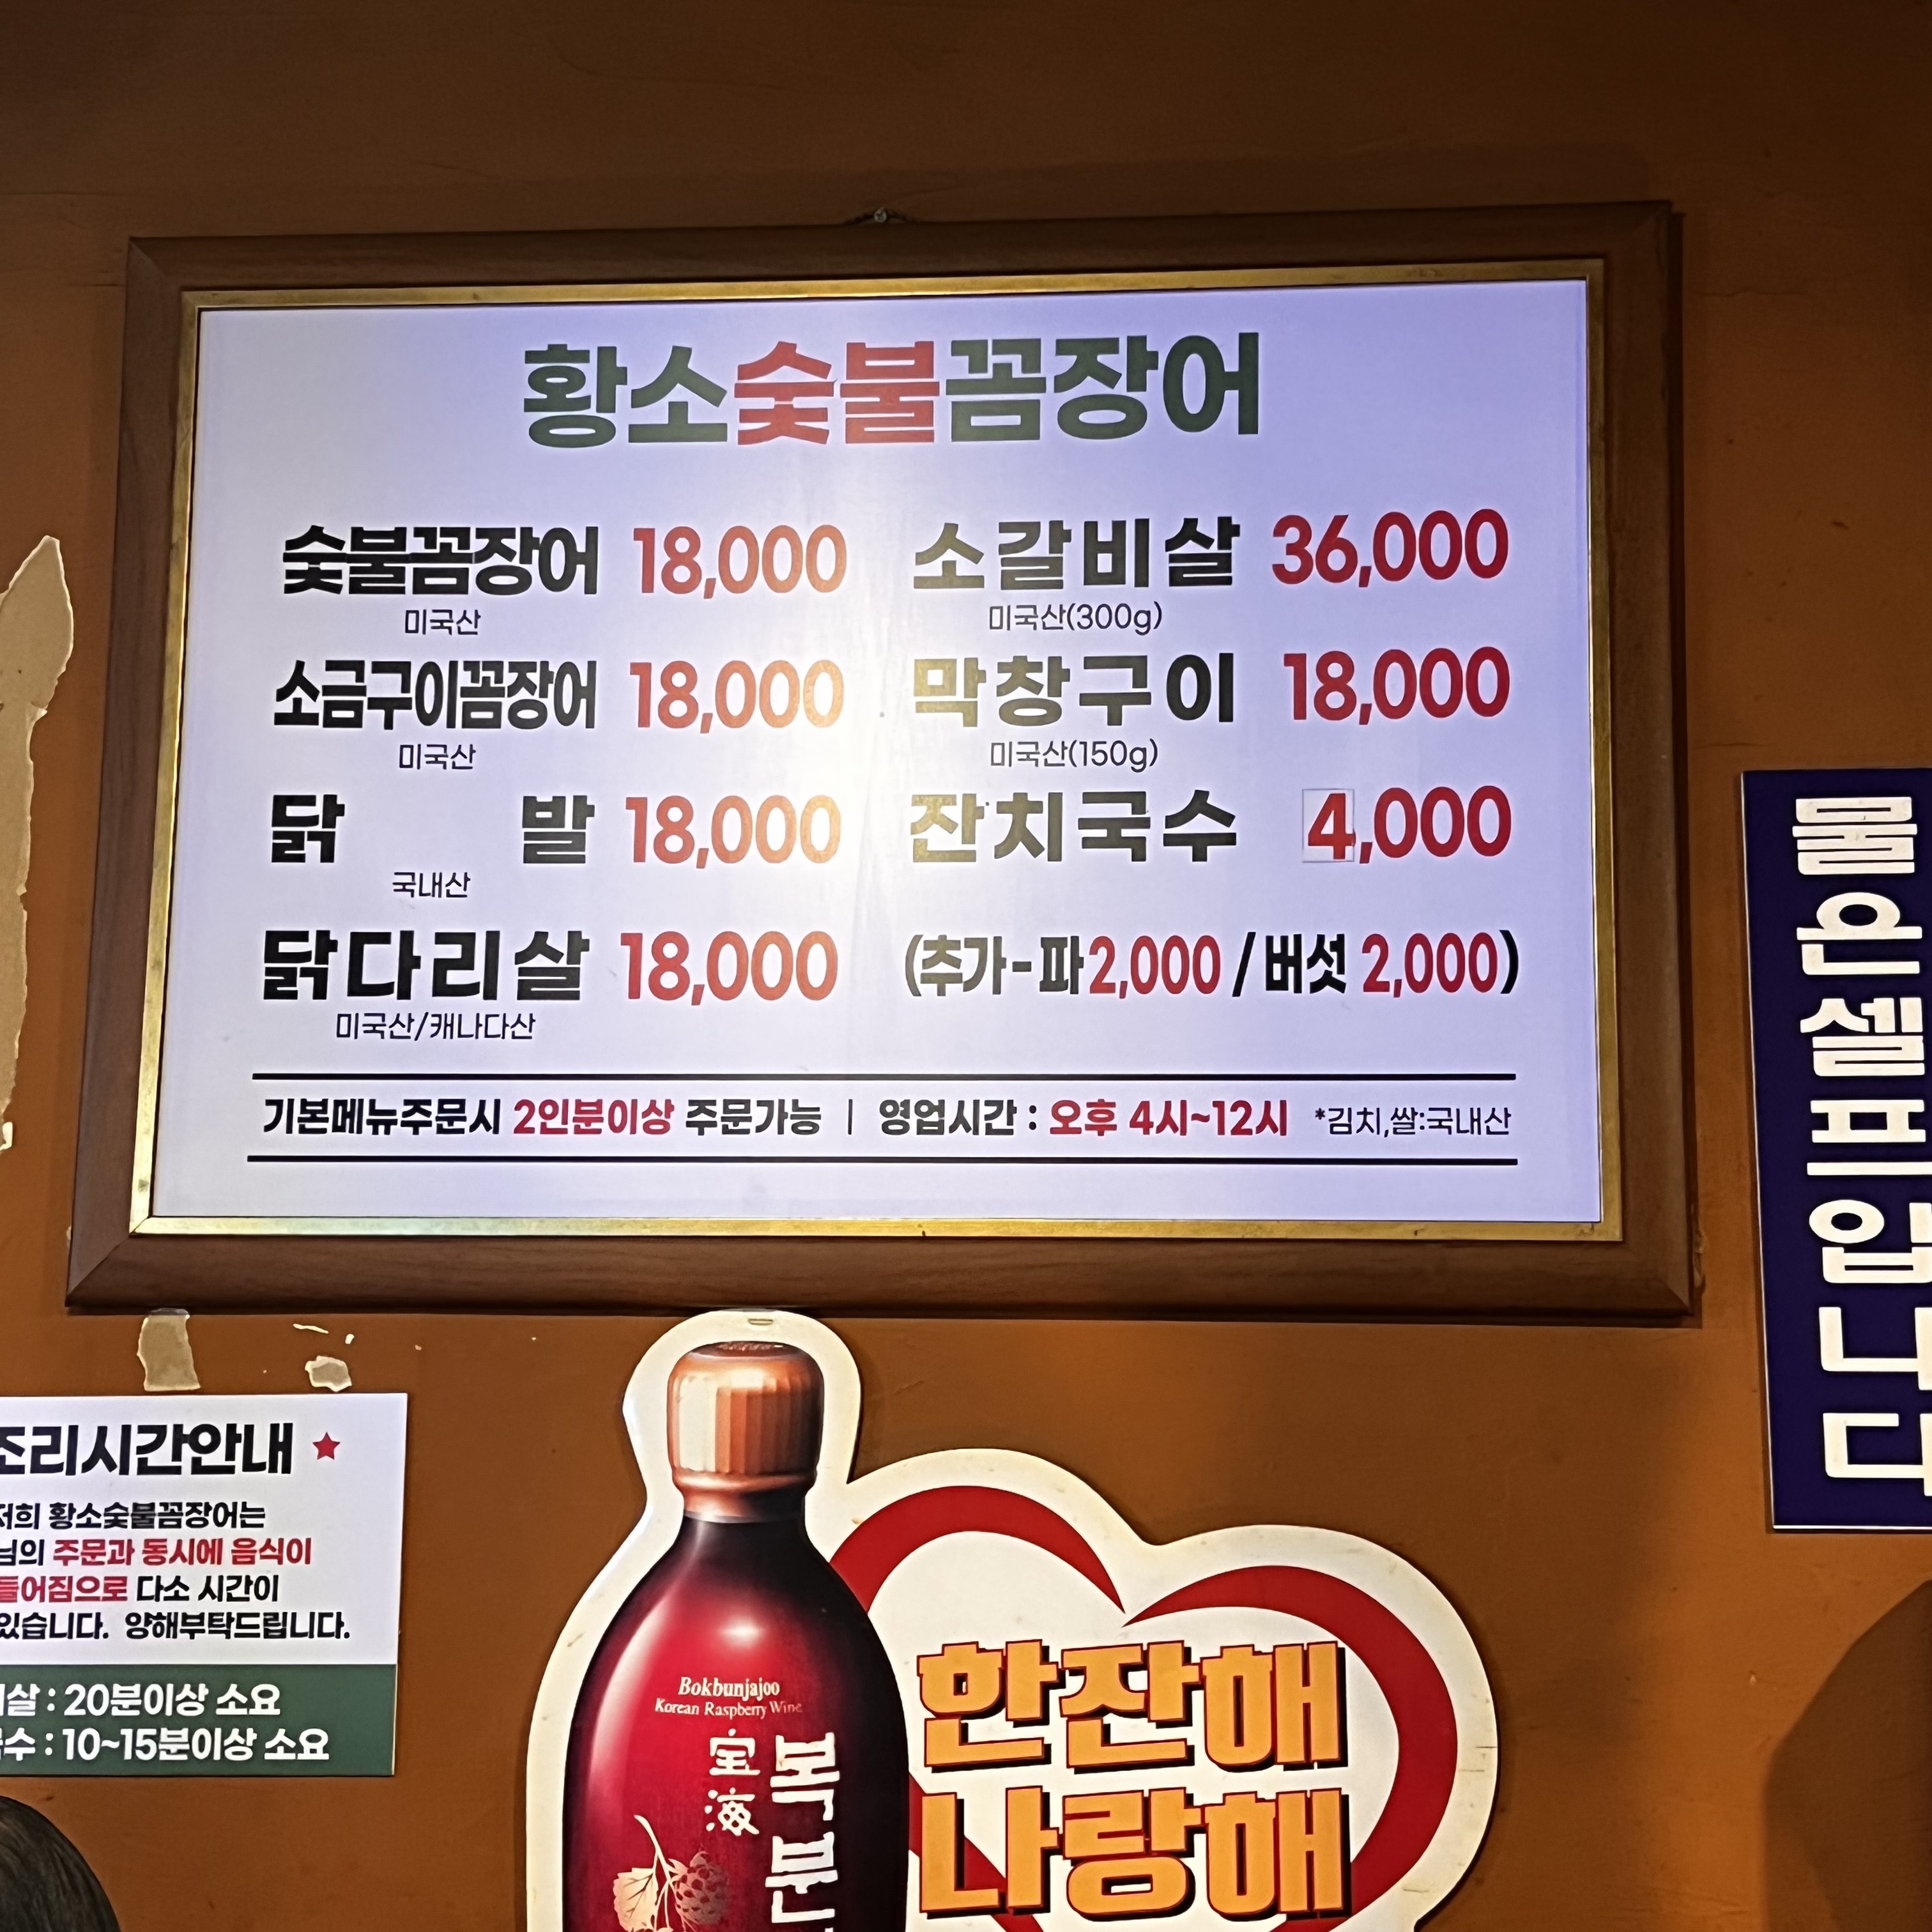 황소숯불꼼장어
숯불꼼장어 18,000
미국산
소금구이꼼장어 18,000
미국산
닭 발 18,000
국내산
닭다리살 18,000
미국산/캐나다산
소갈비살 36,000
미국산(300g)
막창구이 18,000
미국산(150g)
잔치국수 4,000
(추가-파2,000 / 버섯 2,000)
기본메뉴주문시 2인분이상 주문가능 | 영업시간 : 오후 4시~12시 *김치,쌀:국내산
물은셀프입니다
조리시간안내 ★
저희 황소숯불꼼장어는
님의 주문과 동시에 음식이
들어짐으로 다소 시간이
있습니다. 양해부탁드립니다.
살 : 20분이상 소요
수 : 10~15분이상 소요
Bokbunjajoo
Korean Raspberry Wine
宝海
복분
한잔해
나랑해